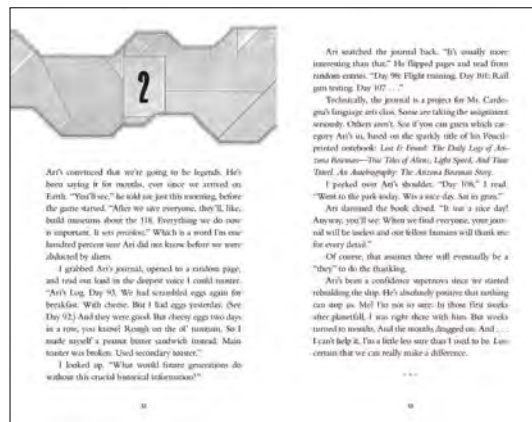 2
Ari's convinced that we're going to be legends. He's
been saying it for months, ever since we arrived on
Earth. "You'll see," he told me just this morning, before
the game started. "After we save everyone, they'll, like,
build museums about the 118. Everything we do now
is important. It sets precedent." Which is a word I'm one
hundred percent sure Ari did not know before we were
abducted by aliens.
I grabbed Ari's journal, opened to a random page,
and read out loud in the deepest voice I could muster.
"Ari's Log, Day 93. We had scrambled eggs again for
breakfast. With cheese. But I had eggs yesterday. (See
Day 92.) And they were good. But cheesy eggs two days
in a row, you know? Rough on the ol' tumtum. So I
made myself a peanut butter sandwich instead. Main
toaster was broken. Used secondary toaster."
I looked up. "What would future generations do
without this crucial historical information?"
Ari snatched the journal back. "It's usually more
interesting than that." He flipped pages and read from
random entries. "Day 98: Flight training. Day 101: Rail
gun testing. Day 107 . . ."
Technically, the journal is a project for Mr. Cardegna's
language arts class. Some are taking the assignment
seriously. Others aren't. See if you can guess which category
Ari's in, based on the sparkly title of his
notebook: Lost & Found: The Daily Logs of Arizona
Bowman—True Tales of Aliens, Light Speed, And Time
Travel. An Autobiography: The Arizona Bowman Story.
I peeked over Ari's shoulder. "Day 108," I read.
"Went to the park today. Was a nice day. Sat in grass."
Ari slammed the book closed. "It was a nice day!
Anyway, you'll see: When we find everyone, your journal
will be useless and our fellow humans will thank me
for every detail."
Of course, that assumes there will eventually be a
"they" to do the thanking.
Ari's been a confidence supernova since we started
rebuilding the ship. He's absolutely positive that nothing
can stop us. Me? I'm not so sure. In those first weeks
after planetfall, I was right there with him. But weeks
turned to months. And the months dragged on. And . . .
I can't help it, I'm a little less sure than I used to be. Less
certain that we can really make a difference.